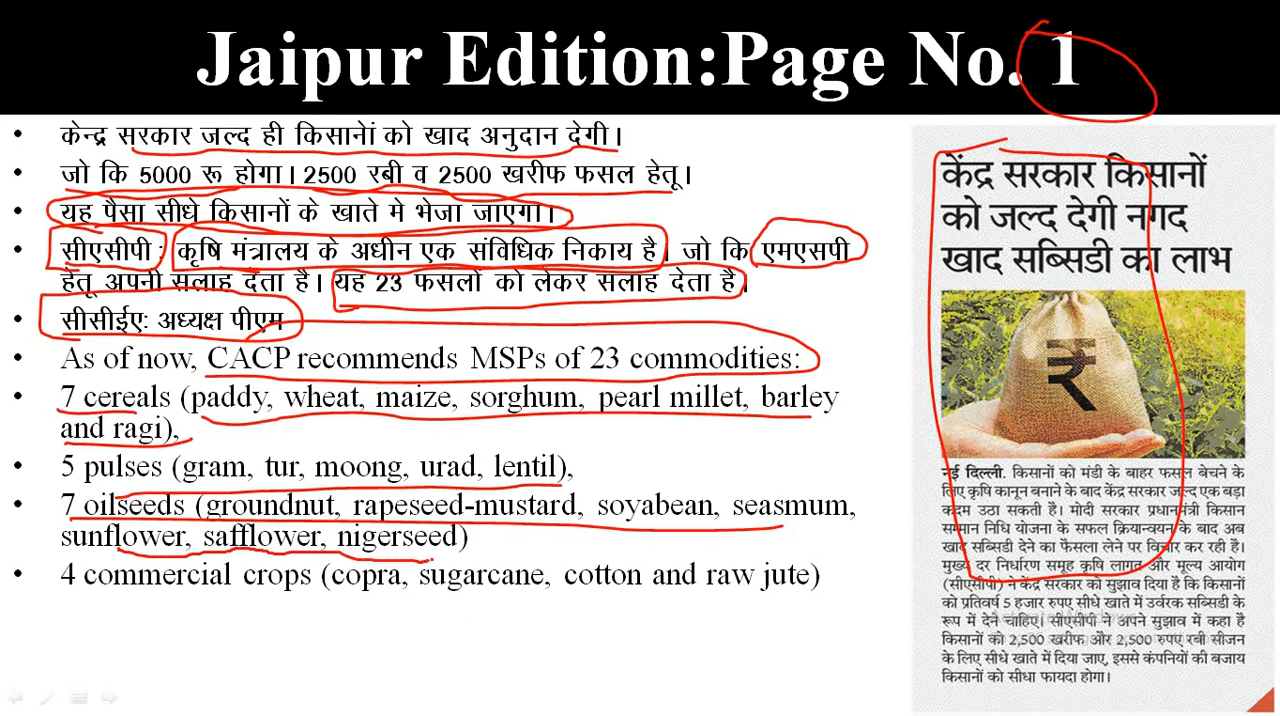 Jaipur Edition:Page No. 1
केन्द्र सरकार जल्द ही किसानों को खाद अनुदान देगी।
जो कि 5000 रू होगा। 2500 रबी व 2500 खरीफ फसल हेतू।
यह पैसा सीधे किसानों के खाते मे भेजा जाएगा।
सीएसीपी : कृषि मंत्रालय के अधीन एक संविधिक निकाय है। जो कि एमएसपी
हेतू अपनी सलाह देता है। यह 23 फसलों को लेकर सलाह देता है।
सीसीईए: अध्यक्ष पीएम
As of now, CACP recommends MSPs of 23 commodities:
7 cereals (paddy, wheat, maize, sorghum, pearl millet, barley
and ragi),
5 pulses (gram, tur, moong, urad, lentil),
7 oilseeds (groundnut, rapeseed-mustard, soyabean, seasmum,
sunflower, safflower, nigerseed)
4 commercial crops (copra, sugarcane, cotton and raw jute)
केंद्र सरकार किसानों
को जल्द देगी नगद
खाद सब्सिडी का लाभ
नई दिल्ली. किसानों को मंडी के बाहर फसल बेचने के
लिए कृषि कानून बनाने के बाद केंद्र सरकार जल्द एक बड़ा
कदम उठा सकती है। मोदी सरकार प्रधानमंत्री किसान
सम्मान निधि योजना के सफल क्रियान्वयन के बाद अब
खाद सब्सिडी देने का फैसला लेने पर विचार कर रही है।
मुख्य दर निर्धारण समूह कृषि लागत और मूल्य आयोग
(सीएसीपी) ने केंद्र सरकार को सुझाव दिया है कि किसानों
को प्रतिवर्ष 5 हजार रुपए सीधे खाते में उर्वरक सब्सिडी के
रूप में देने चाहिए। सीएसीपी ने अपने सुझाव में कहा है
किसानों को 2,500 खरीफ और 2,500 रुपए रबी सीजन
के लिए सीधे खाते में दिया जाए, इससे कंपनियों की बजाय
किसानों को सीधा फायदा होगा।